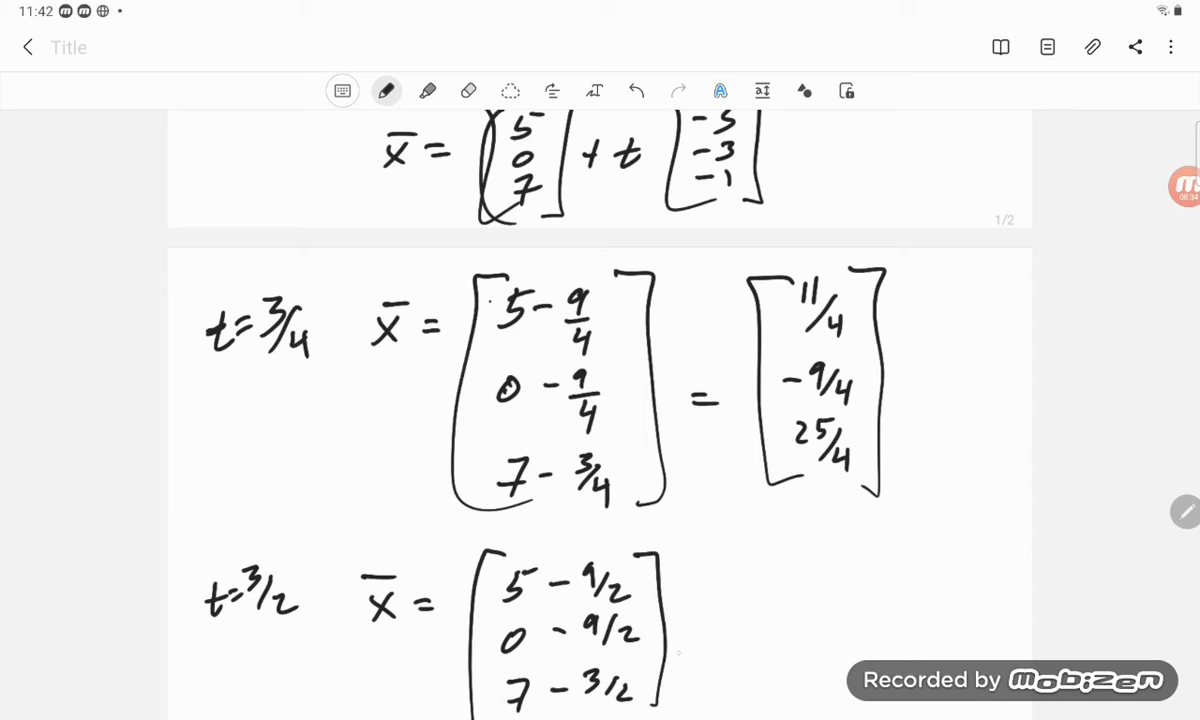 11:42
Title
x̄ = [5 0 7] + t [-3 -3 -1]
1/2
t=3/4 x̄ = [5 - 9/4 0 - 9/4 7 - 3/4] = [11/4 -9/4 25/4]
t=3/2 x̄ = [5 - 9/2 0 - 9/2 7 - 3/2]
08:34
Recorded by mobizen